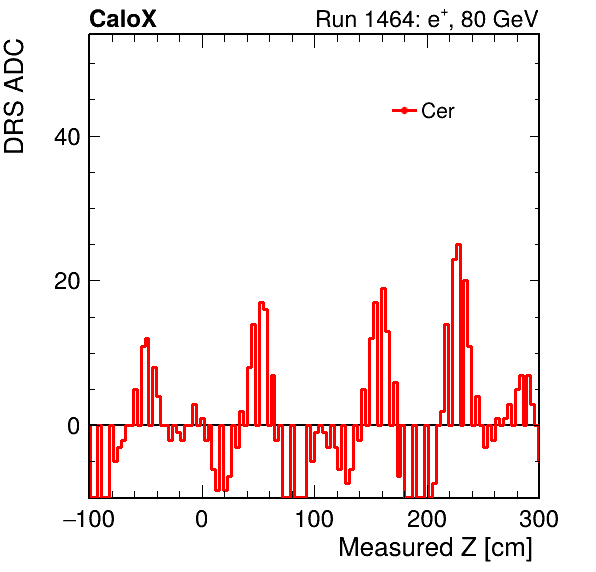 CaloX Run 1464: e⁺, 80 GeV
DRS ADC
Cer
40
20
0
−100 0 100 200 300
Measured Z [cm]